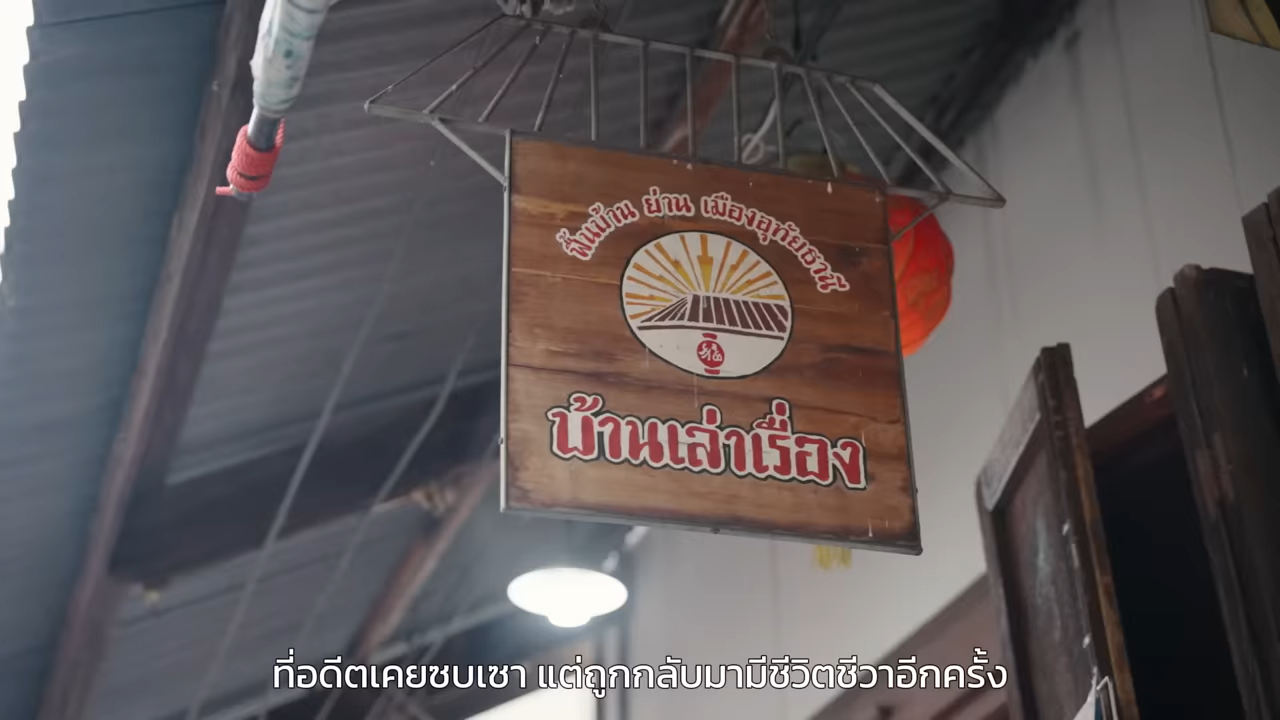 ฟื้นบ้าน ย่าน เมืองอุทัยธานี
บ้านเล่าเรื่อง
ที่อดีตเคยซบเซา แต่ถูกกลับมามีชีวิตชีวาอีกครั้ง